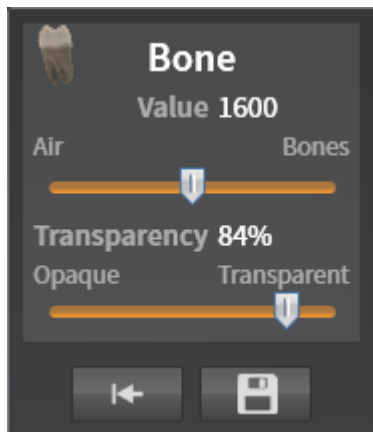 Bone
Value 1600
Air Bones
Transparency 84%
Opaque Transparent